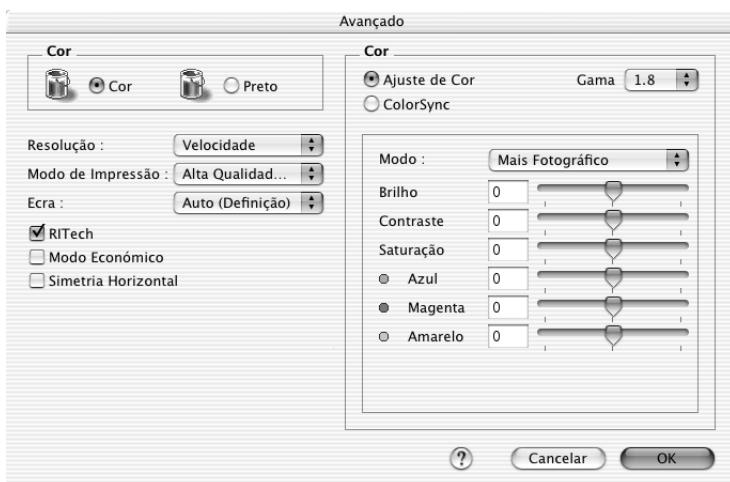 Avançado
Cor
Cor
Preto
Resolução :
Velocidade
Modo de Impressão :
Alta Qualidad...
Ecra :
Auto (Definição)
RITech
Modo Económico
Simetria Horizontal
Cor
Ajuste de Cor
Gama
1.8
ColorSync
Modo :
Mais Fotográfico
Brilho
0
Contraste
0
Saturação
0
Azul
0
Magenta
0
Amarelo
0
?
Cancelar
OK